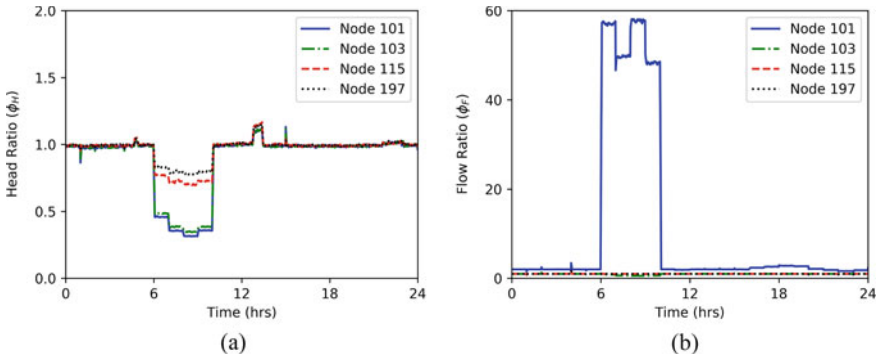 2.0
1.5
1.0
0.5
0.0
Head Ratio (ϕH)
Node 101
Node 103
Node 115
Node 197
0 6 12 18 24
Time (hrs)
(a)
60
40
20
0
Flow Ratio (ϕF)
Node 101
Node 103
Node 115
Node 197
0 6 12 18 24
Time (hrs)
(b)